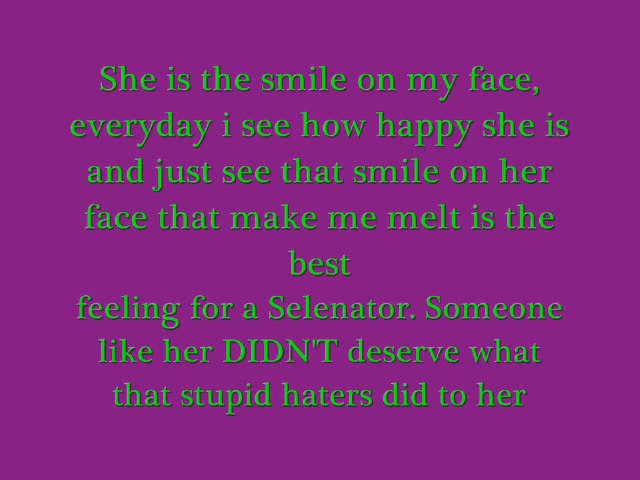 She is the smile on my face,
everyday i see how happy she is
and just see that smile on her
face that make me melt is the
best
feeling for a Selenator. Someone
like her DIDN'T deserve what
that stupid haters did to her